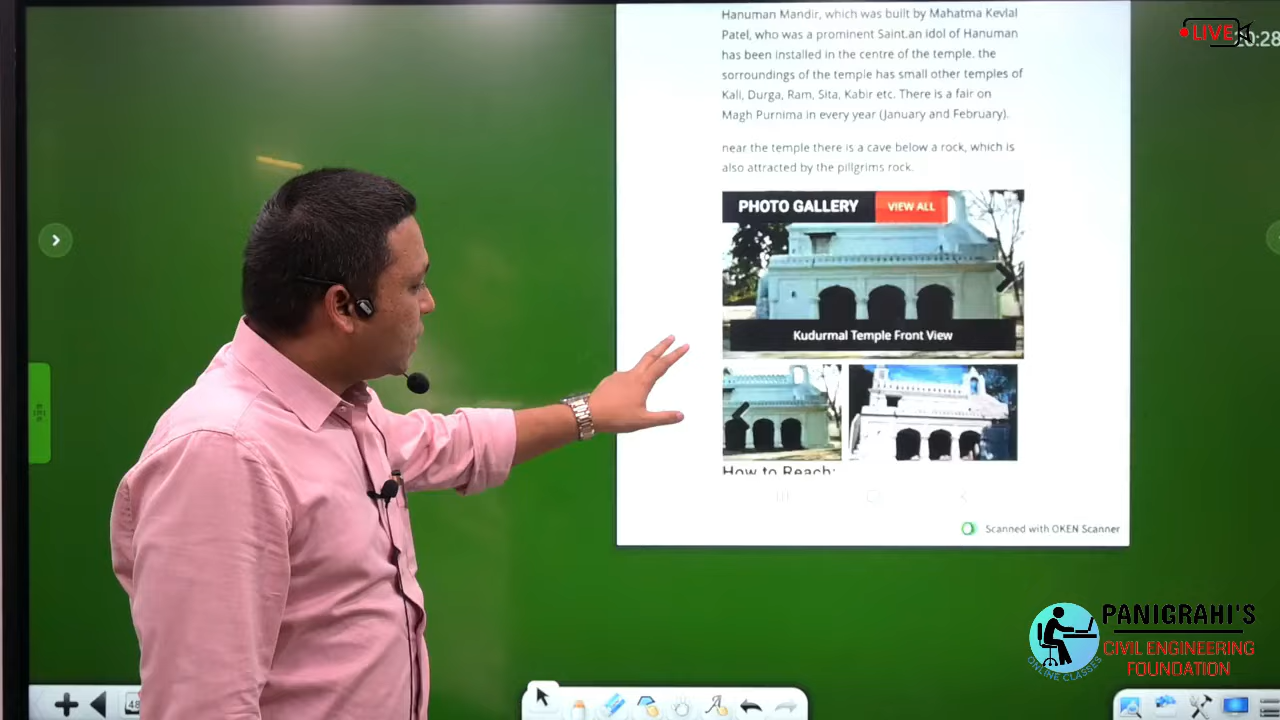 Hanuman Mandir, which was built by Mahatma Kevlal
Patel, who was a prominent Saint.an idol of Hanuman
has been installed in the centre of the temple. the
sorroundings of the temple has small other temples of
Kali, Durga, Ram, Sita, Kabir etc. There is a fair on
Magh Purnima in every year (January and February).
near the temple there is a cave below a rock, which is
also attracted by the pillgrims rock.
PHOTO GALLERY
VIEW ALL
Kudurmal Temple Front View
How to Reach:
Scanned with OKEN Scanner
LIVE
:28
PANIGRAHI'S
CIVIL ENGINEERING
FOUNDATION
ONLINE CLASSES